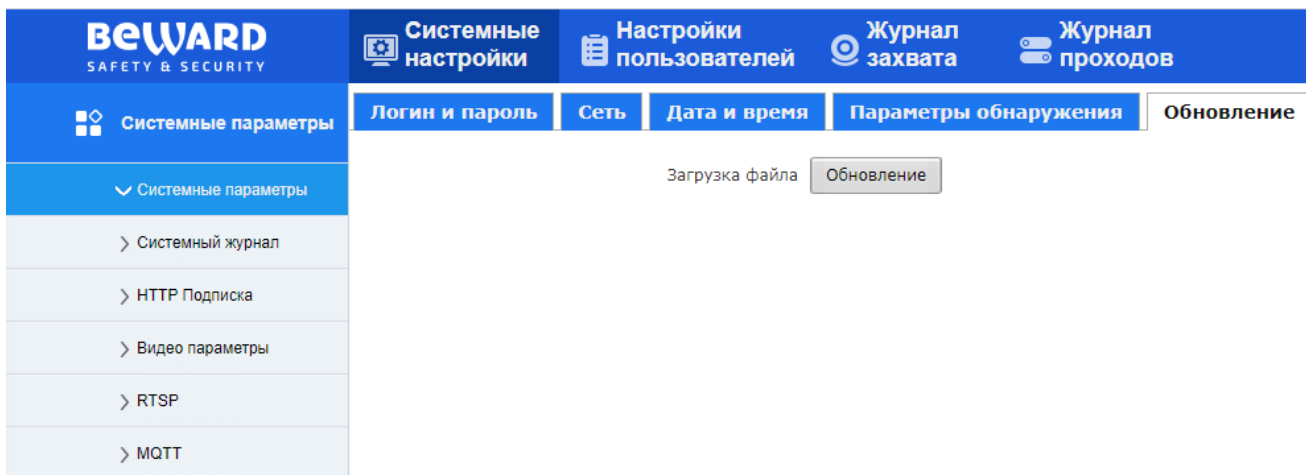 BEWARD
SAFETY & SECURITY
Системные
настройки
Настройки
пользователей
Журнал
захвата
Журнал
проходов
Системные параметры
Логин и пароль
Сеть
Дата и время
Параметры обнаружения
Обновление
Загрузка файла
Обновление
Системные параметры
Системный журнал
HTTP Подписка
Видео параметры
RTSP
MQTT